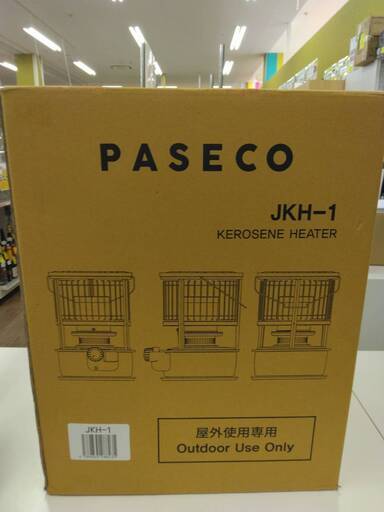 PASECO
JKH-1
KEROSENE HEATER
JKH-1
屋外使用専用
Outdoor Use Only